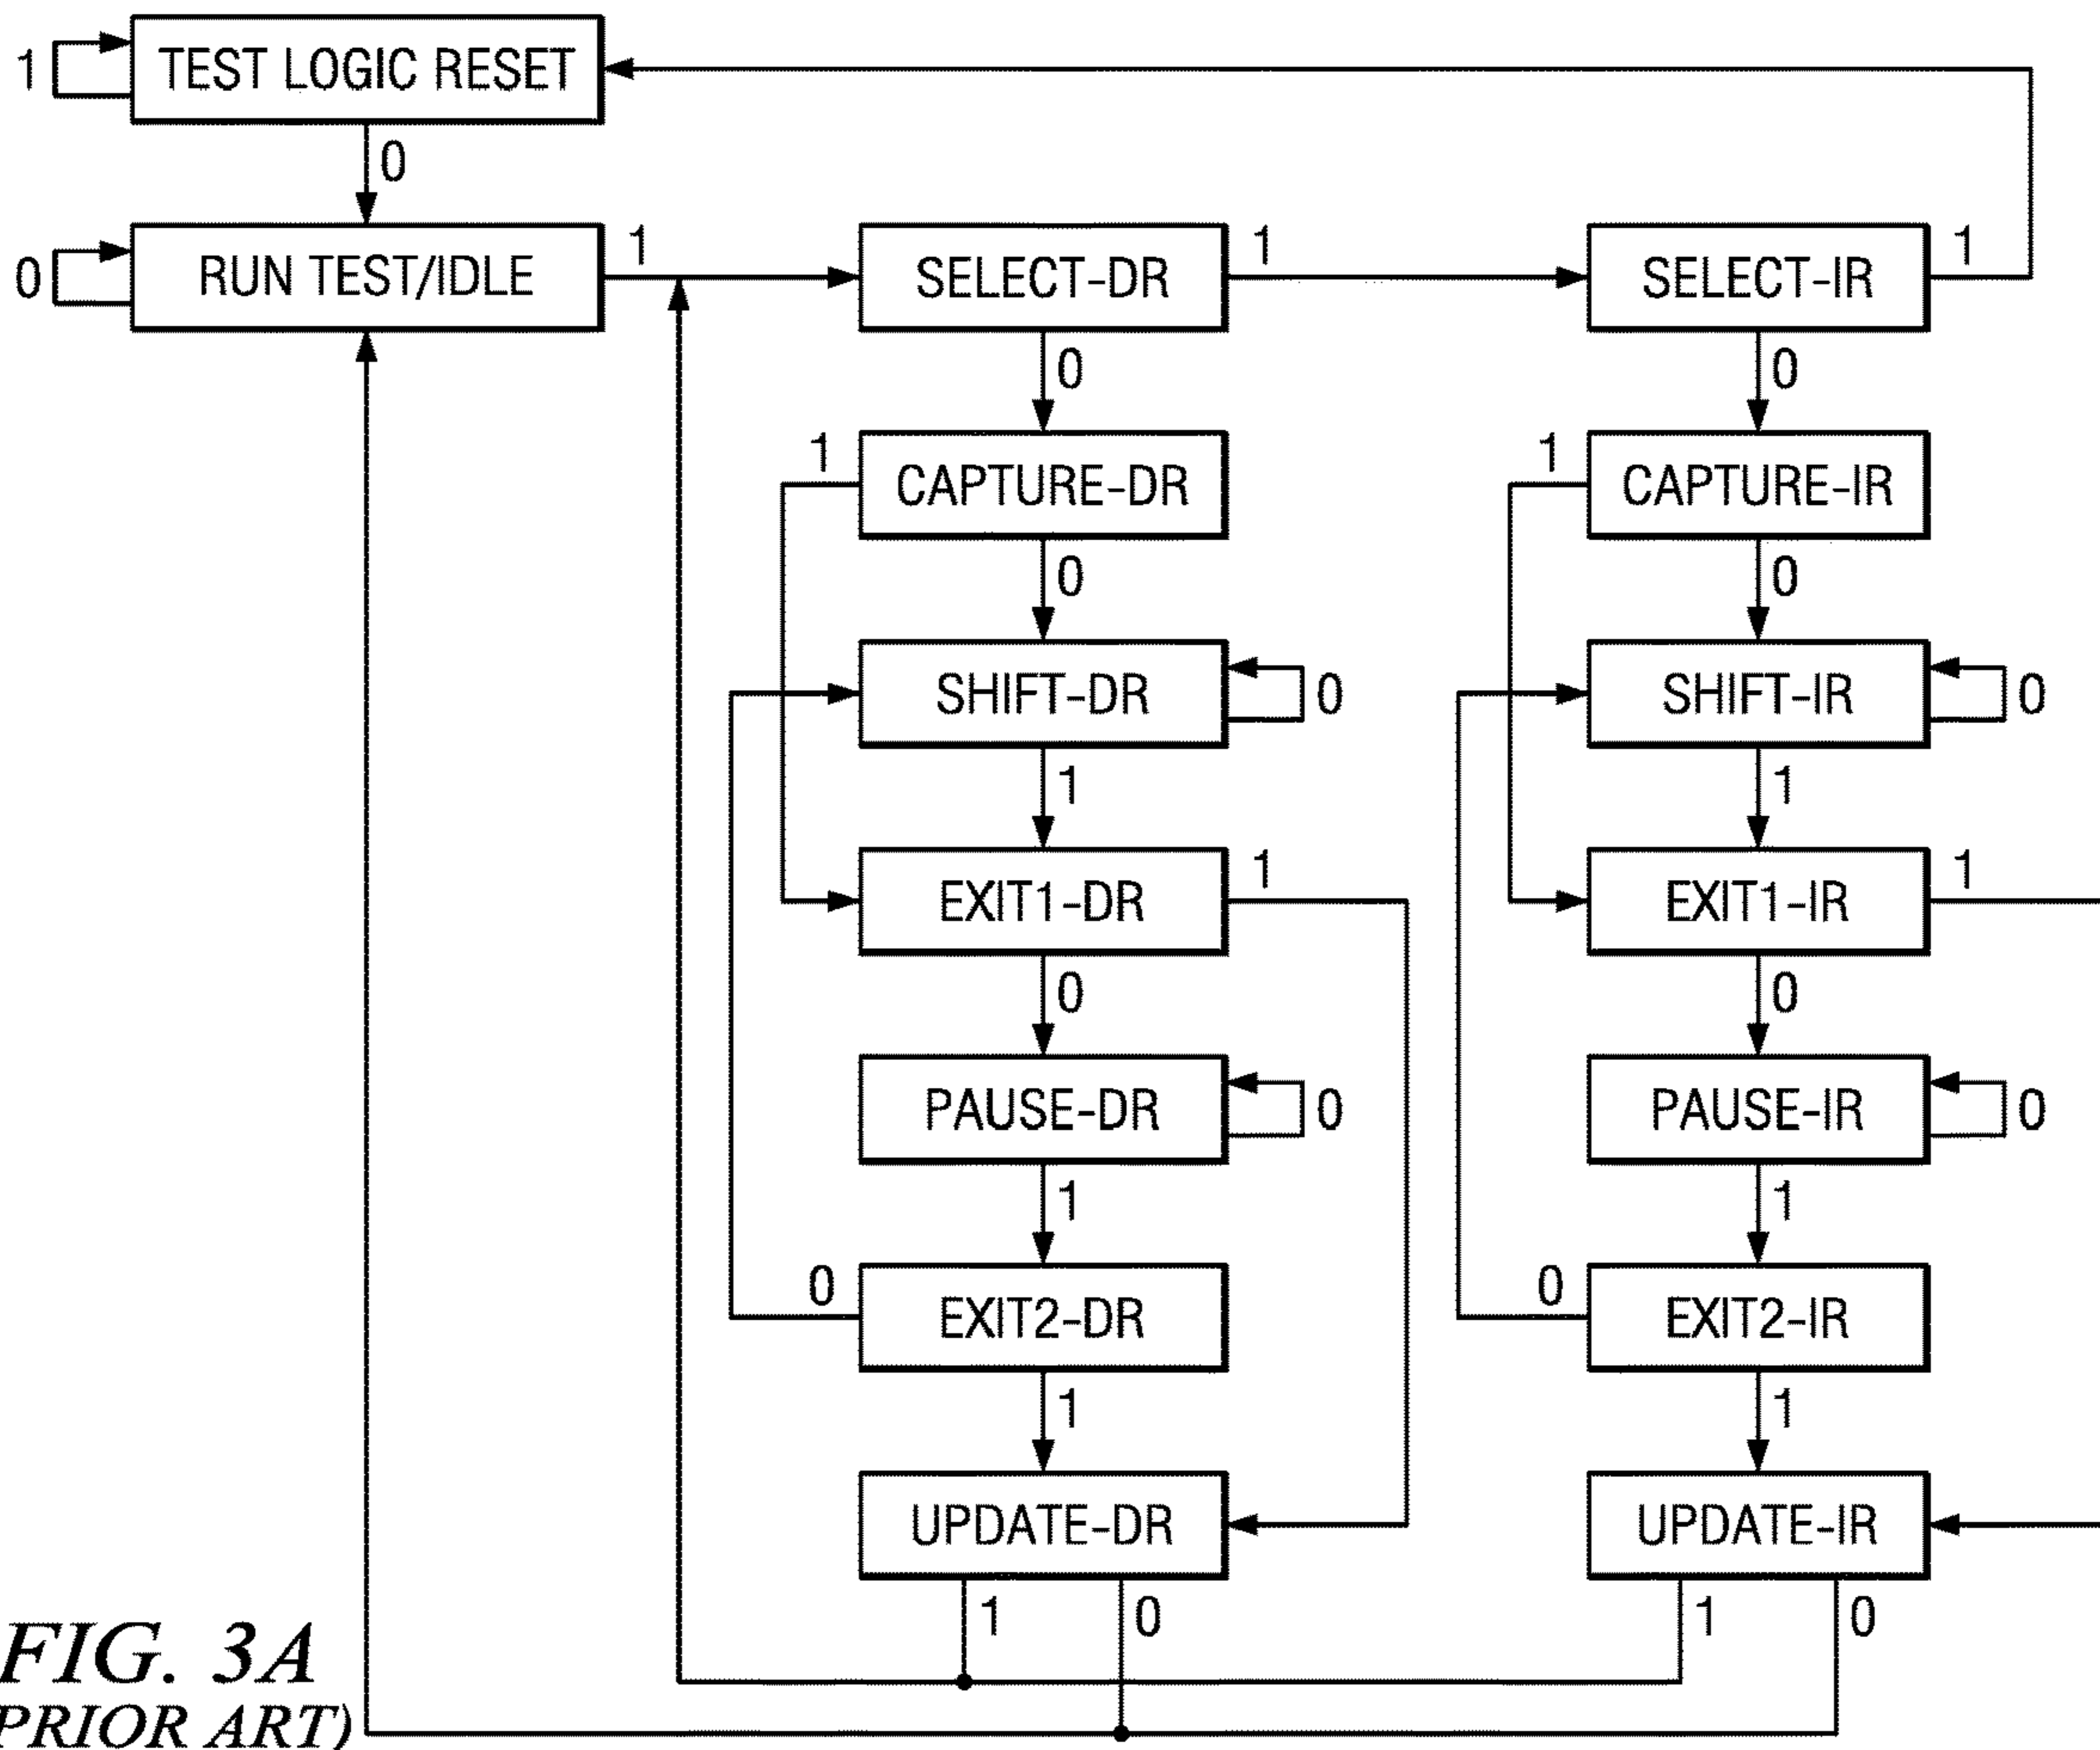 1 TEST LOGIC RESET
0
0 RUN TEST/IDLE 1 SELECT-DR 1 SELECT-IR 1
0 0
1 CAPTURE-DR 1 CAPTURE-IR
0 0
SHIFT-DR 0 SHIFT-IR 0
1 1
EXIT1-DR 1 EXIT1-IR 1
0 0
PAUSE-DR 0 PAUSE-IR 0
1 1
0 EXIT2-DR 0 EXIT2-IR
1 1
UPDATE-DR UPDATE-IR
1 0 1 0
FIG. 3A
PRIOR ART)